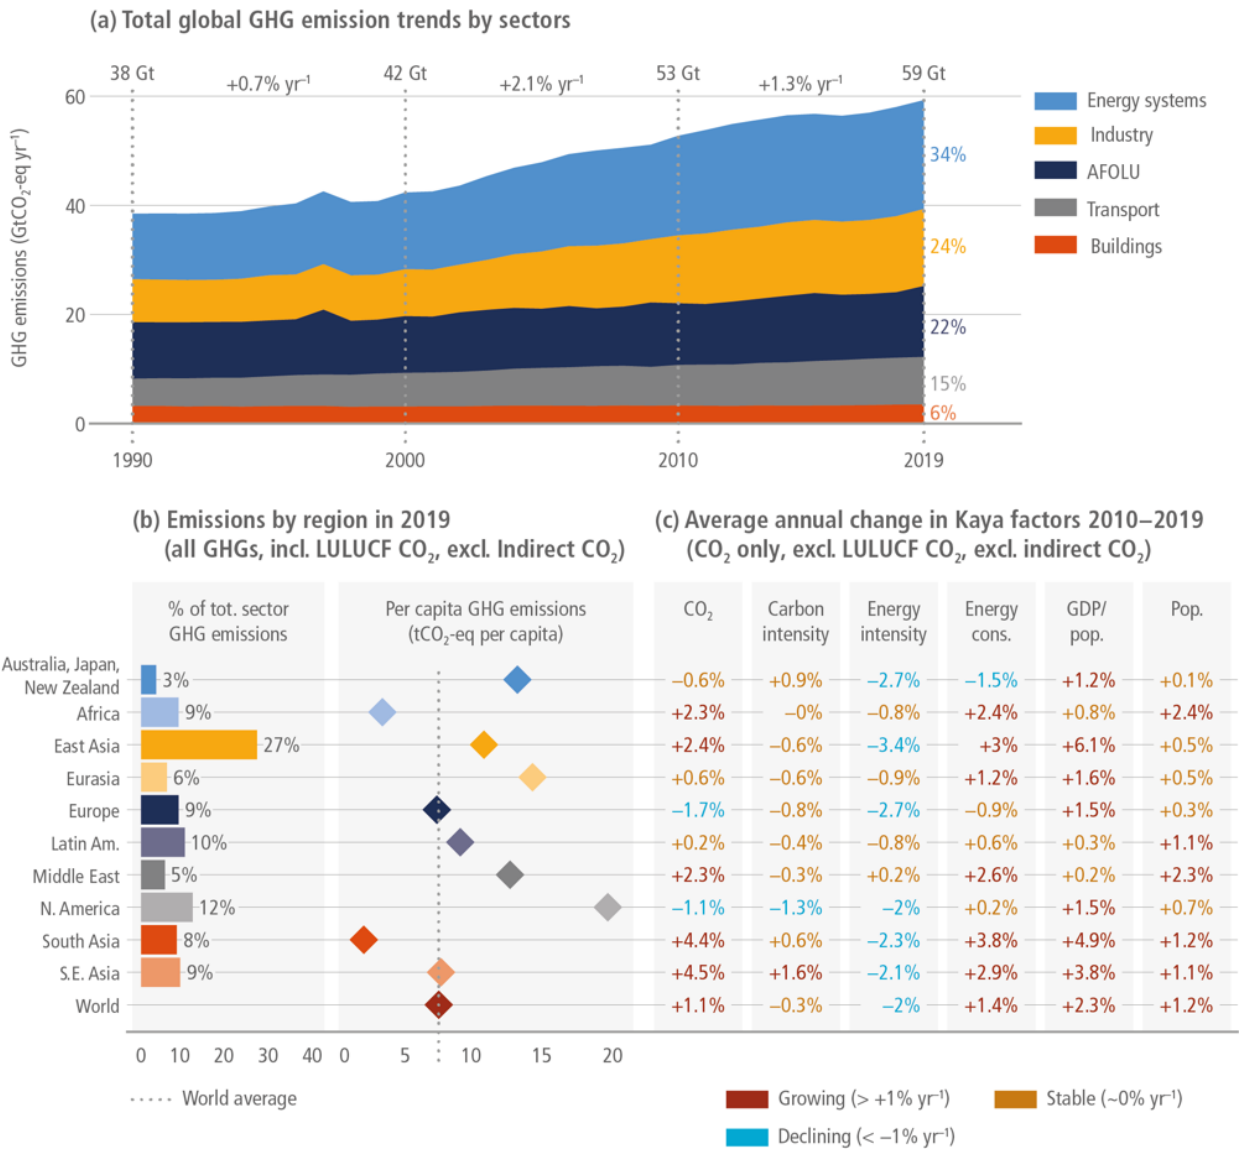 (a) Total global GHG emission trends by sectors
38 Gt +0.7% yr⁻¹ 42 Gt +2.1% yr⁻¹ 53 Gt +1.3% yr⁻¹ 59 Gt
GHG emissions (GtCO₂-eq yr⁻¹)
60
40
20
0
1990 2000 2010 2019
34%
24%
22%
15%
6%
Energy systems
Industry
AFOLU
Transport
Buildings
(b) Emissions by region in 2019
(all GHGs, incl. LULUCF CO₂, excl. Indirect CO₂)
% of tot. sector
GHG emissions
Per capita GHG emissions
(tCO₂-eq per capita)
(c) Average annual change in Kaya factors 2010–2019
(CO₂ only, excl. LULUCF CO₂, excl. indirect CO₂)
CO₂ Carbon intensity Energy intensity Energy cons. GDP/ pop. Pop.
Australia, Japan,
New Zealand 3% −0.6% +0.9% −2.7% −1.5% +1.2% +0.1%
Africa 9% +2.3% −0% −0.8% +2.4% +0.8% +2.4%
East Asia 27% +2.4% −0.6% −3.4% +3% +6.1% +0.5%
Eurasia 6% +0.6% −0.6% −0.9% +1.2% +1.6% +0.5%
Europe 9% −1.7% −0.8% −2.7% −0.9% +1.5% +0.3%
Latin Am. 10% +0.2% −0.4% −0.8% +0.6% +0.3% +1.1%
Middle East 5% +2.3% −0.3% +0.2% +2.6% +0.2% +2.3%
N. America 12% −1.1% −1.3% −2% +0.2% +1.5% +0.7%
South Asia 8% +4.4% +0.6% −2.3% +3.8% +4.9% +1.2%
S.E. Asia 9% +4.5% +1.6% −2.1% +2.9% +3.8% +1.1%
World +1.1% −0.3% −2% +1.4% +2.3% +1.2%
0 10 20 30 40 0 5 10 15 20
World average
Growing (> +1% yr⁻¹) Stable (~0% yr⁻¹)
Declining (< −1% yr⁻¹)